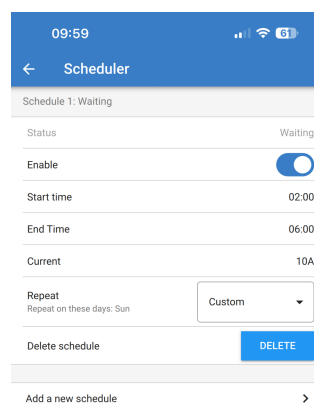 09:59
61
Scheduler
Schedule 1: Waiting
Status Waiting
Enable
Start time 02:00
End Time 06:00
Current 10A
Repeat
Repeat on these days: Sun
Custom
Delete schedule DELETE
Add a new schedule